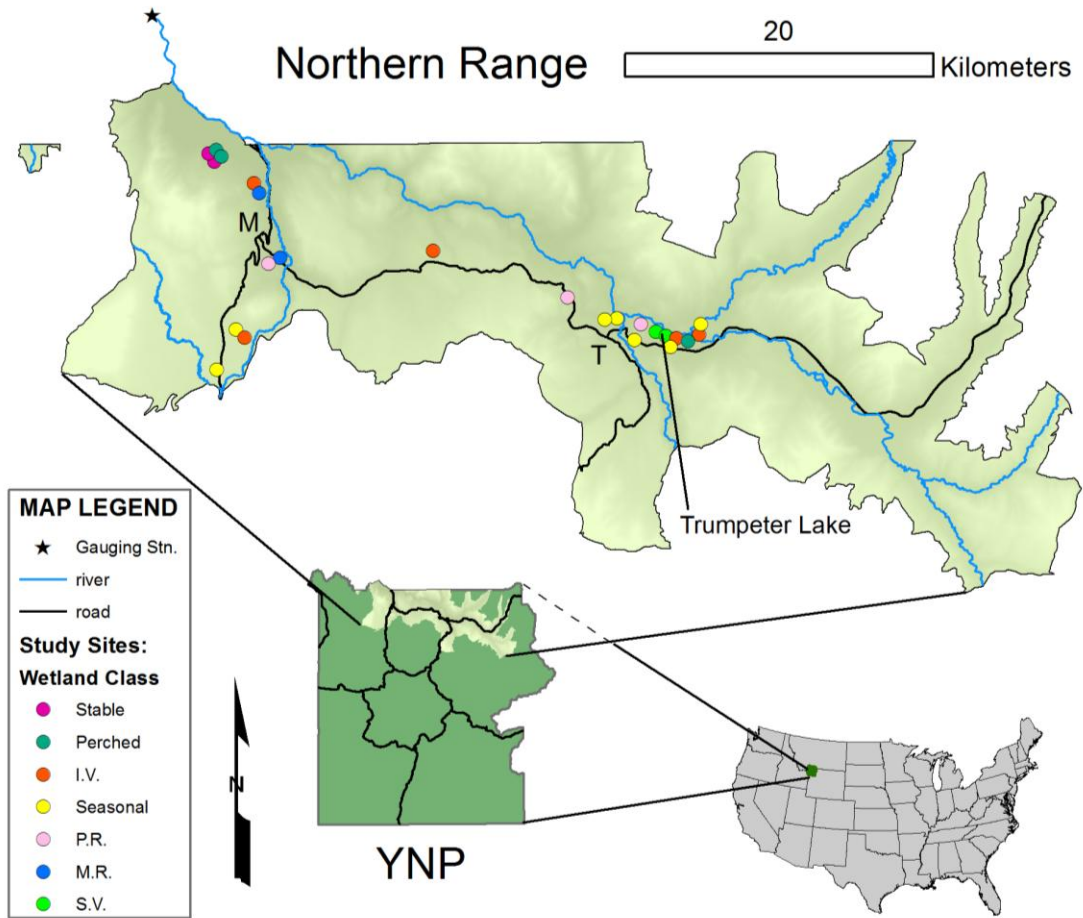 20
Northern Range
Kilometers
M
T
Trumpeter Lake
MAP LEGEND
Gauging Stn.
river
road
Study Sites:
Wetland Class
Stable
Perched
I.V.
Seasonal
P.R.
M.R.
S.V.
N
YNP